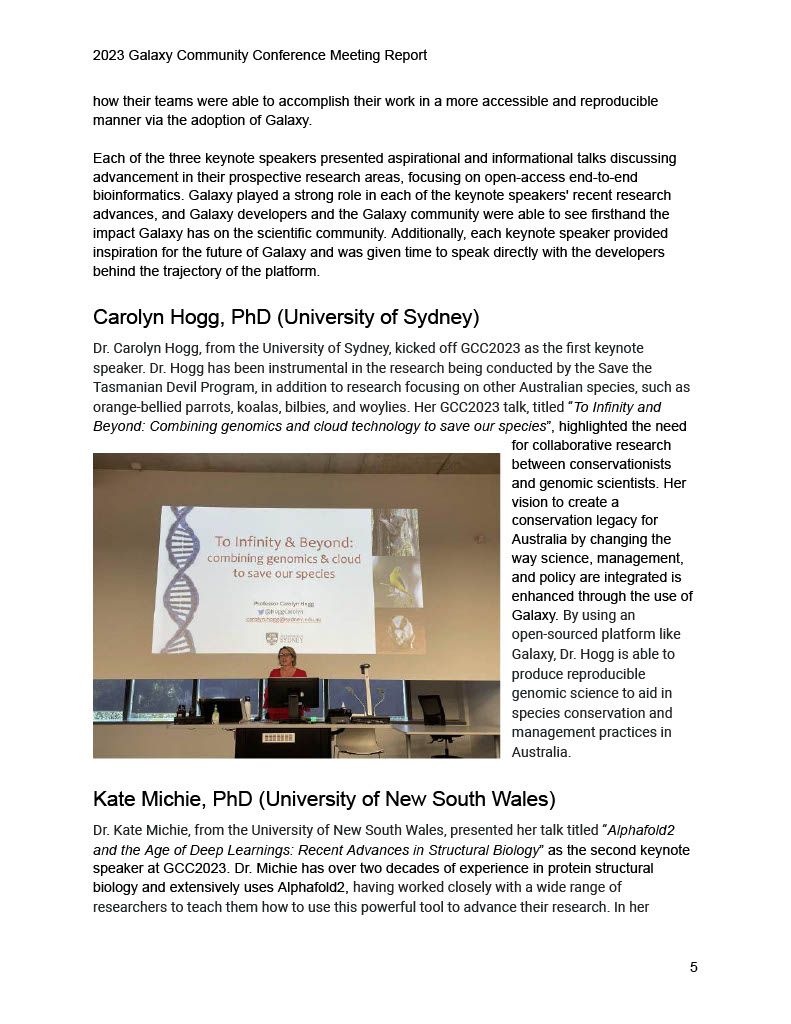 2023 Galaxy Community Conference Meeting Report
how their teams were able to accomplish their work in a more accessible and reproducible
manner via the adoption of Galaxy.
Each of the three keynote speakers presented aspirational and informational talks discussing
advancement in their prospective research areas, focusing on open-access end-to-end
bioinformatics. Galaxy played a strong role in each of the keynote speakers' recent research
advances, and Galaxy developers and the Galaxy community were able to see firsthand the
impact Galaxy has on the scientific community. Additionally, each keynote speaker provided
inspiration for the future of Galaxy and was given time to speak directly with the developers
behind the trajectory of the platform.
Carolyn Hogg, PhD (University of Sydney)
Dr. Carolyn Hogg, from the University of Sydney, kicked off GCC2023 as the first keynote
speaker. Dr. Hogg has been instrumental in the research being conducted by the Save the
Tasmanian Devil Program, in addition to research focusing on other Australian species, such as
orange-bellied parrots, koalas, bilbies, and woylies. Her GCC2023 talk, titled "To Infinity and
Beyond: Combining genomics and cloud technology to save our species", highlighted the need
for collaborative research
between conservationists
and genomic scientists. Her
vision to create a
conservation legacy for
Australia by changing the
way science, management,
and policy are integrated is
enhanced through the use of
Galaxy. By using an
open-sourced platform like
Galaxy, Dr. Hogg is able to
produce reproducible
genomic science to aid in
species conservation and
management practices in
Australia.
To Infinity & Beyond:
combining genomics & cloud
to save our species
Professor Carolyn Hogg
@HoggCarolyn
carolyn.hogg@sydney.edu.au
SYDNEY
Kate Michie, PhD (University of New South Wales)
Dr. Kate Michie, from the University of New South Wales, presented her talk titled "Alphafold2
and the Age of Deep Learnings: Recent Advances in Structural Biology" as the second keynote
speaker at GCC2023. Dr. Michie has over two decades of experience in protein structural
biology and extensively uses Alphafold2, having worked closely with a wide range of
researchers to teach them how to use this powerful tool to advance their research. In her
5